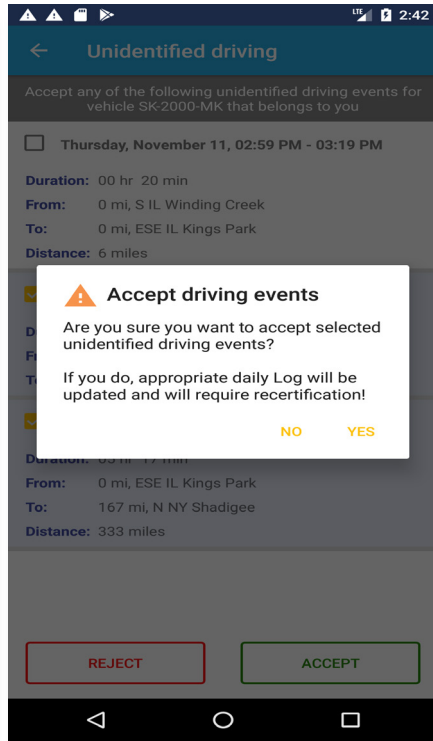 LTE 2:42
Unidentified driving
Accept any of the following unidentified driving events for
vehicle SK-2000-MK that belongs to you
Thursday, November 11, 02:59 PM - 03:19 PM
Duration: 00 hr 20 min
From: 0 mi, S IL Winding Creek
To: 0 mi, ESE IL Kings Park
Distance: 6 miles
Accept driving events
Are you sure you want to accept selected
unidentified driving events?
If you do, appropriate daily Log will be
updated and will require recertification!
NO YES
Duration:
From: 0 mi, ESE IL Kings Park
To: 167 mi, N NY Shadigee
Distance: 333 miles
REJECT ACCEPT